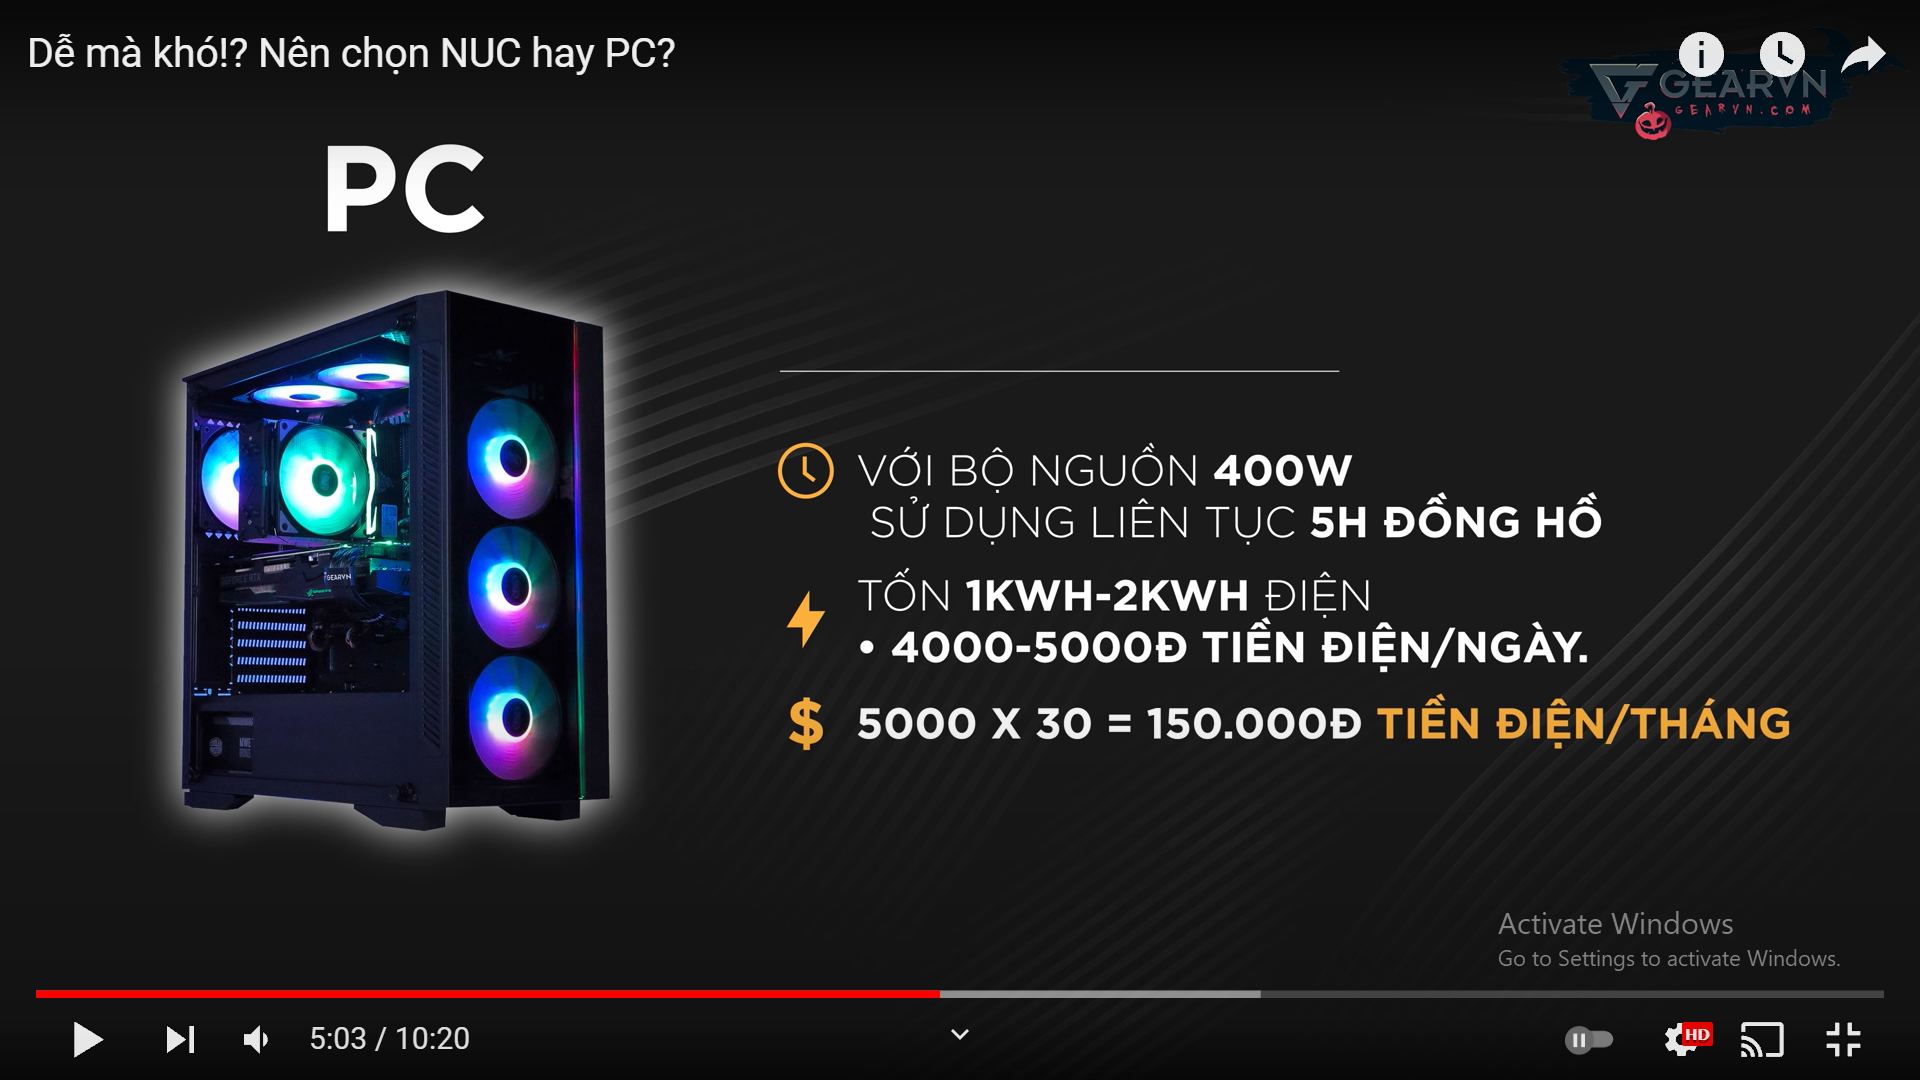 Dễ mà khó!? Nên chọn NUC hay PC?
GEARVN
GEARVN.COM
PC
VỚI BỘ NGUỒN 400W
SỬ DỤNG LIÊN TỤC 5H ĐỒNG HỒ
TỐN 1KWH-2KWH ĐIỆN
• 4000-5000Đ TIỀN ĐIỆN/NGÀY.
$ 5000 X 30 = 150.000Đ TIỀN ĐIỆN/THÁNG
GEARVN
Activate Windows
Go to Settings to activate Windows.
5:03 / 10:20
HD